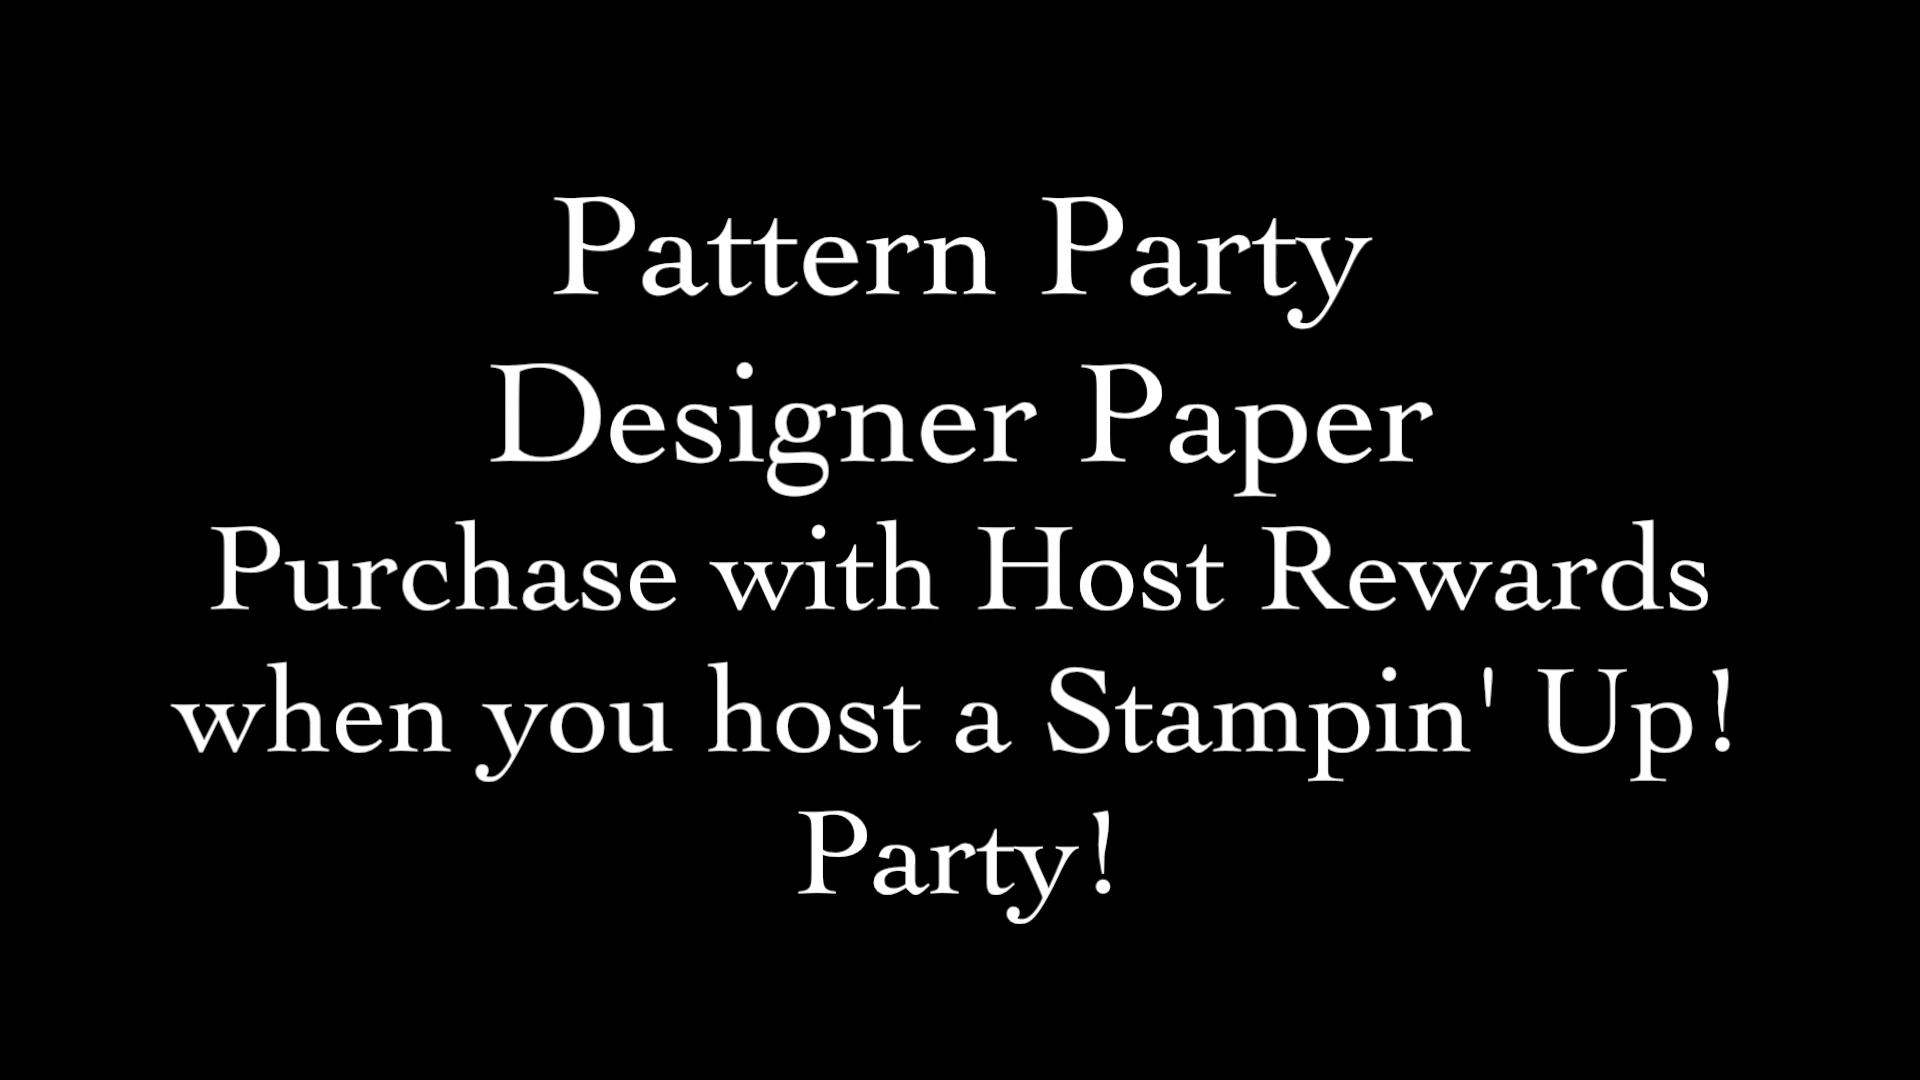 Pattern Party
Designer Paper
Purchase with Host Rewards
when you host a Stampin' Up!
Party!